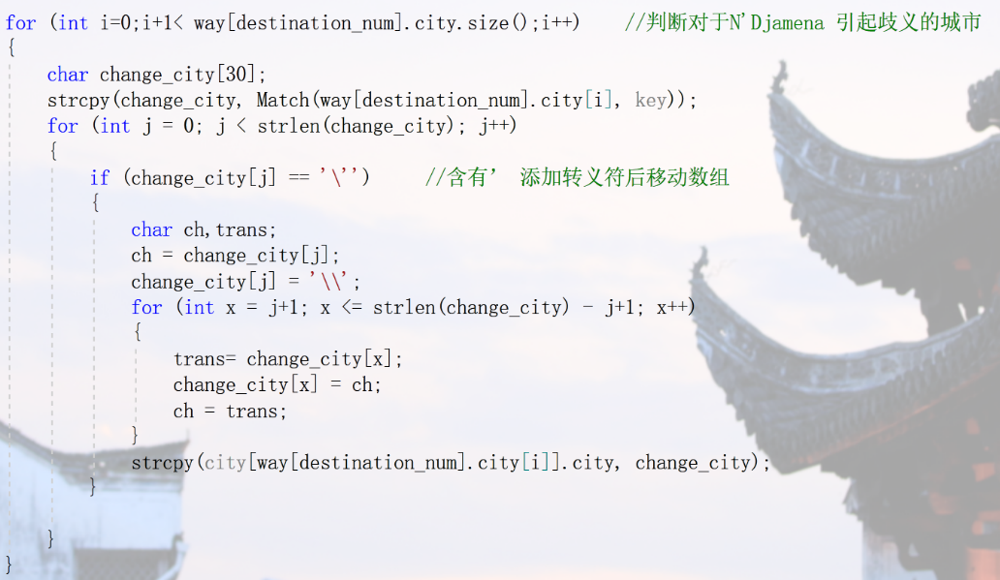 for (int i=0;i+1< way[destination_num].city.size();i++)    //判断对于N'Djamena 引起歧义的城市
{
    char change_city[30];
    strcpy(change_city, Match(way[destination_num].city[i], key));
    for (int j = 0; j < strlen(change_city); j++)
    {
        if (change_city[j] == '\'')    //含有’ 添加转义符后移动数组
        {
            char ch,trans;
            ch = change_city[j];
            change_city[j] = '\\';
            for (int x = j+1; x <= strlen(change_city) - j+1; x++)
            {
                trans= change_city[x];
                change_city[x] = ch;
                ch = trans;
            }
            strcpy(city[way[destination_num].city[i]].city, change_city);
        }
    }
}